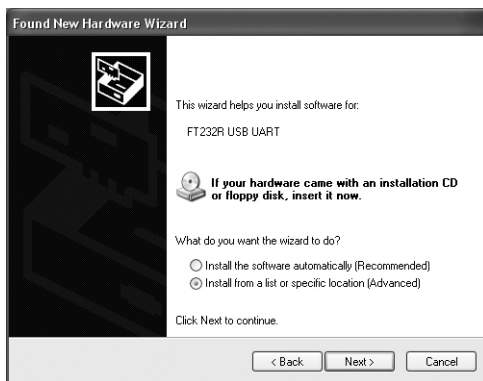 Found New Hardware Wizard
This wizard helps you install software for:
FT232R USB UART
If your hardware came with an installation CD
or floppy disk, insert it now.
What do you want the wizard to do?
Install the software automatically (Recommended)
Install from a list or specific location (Advanced)
Click Next to continue.
< Back Next > Cancel